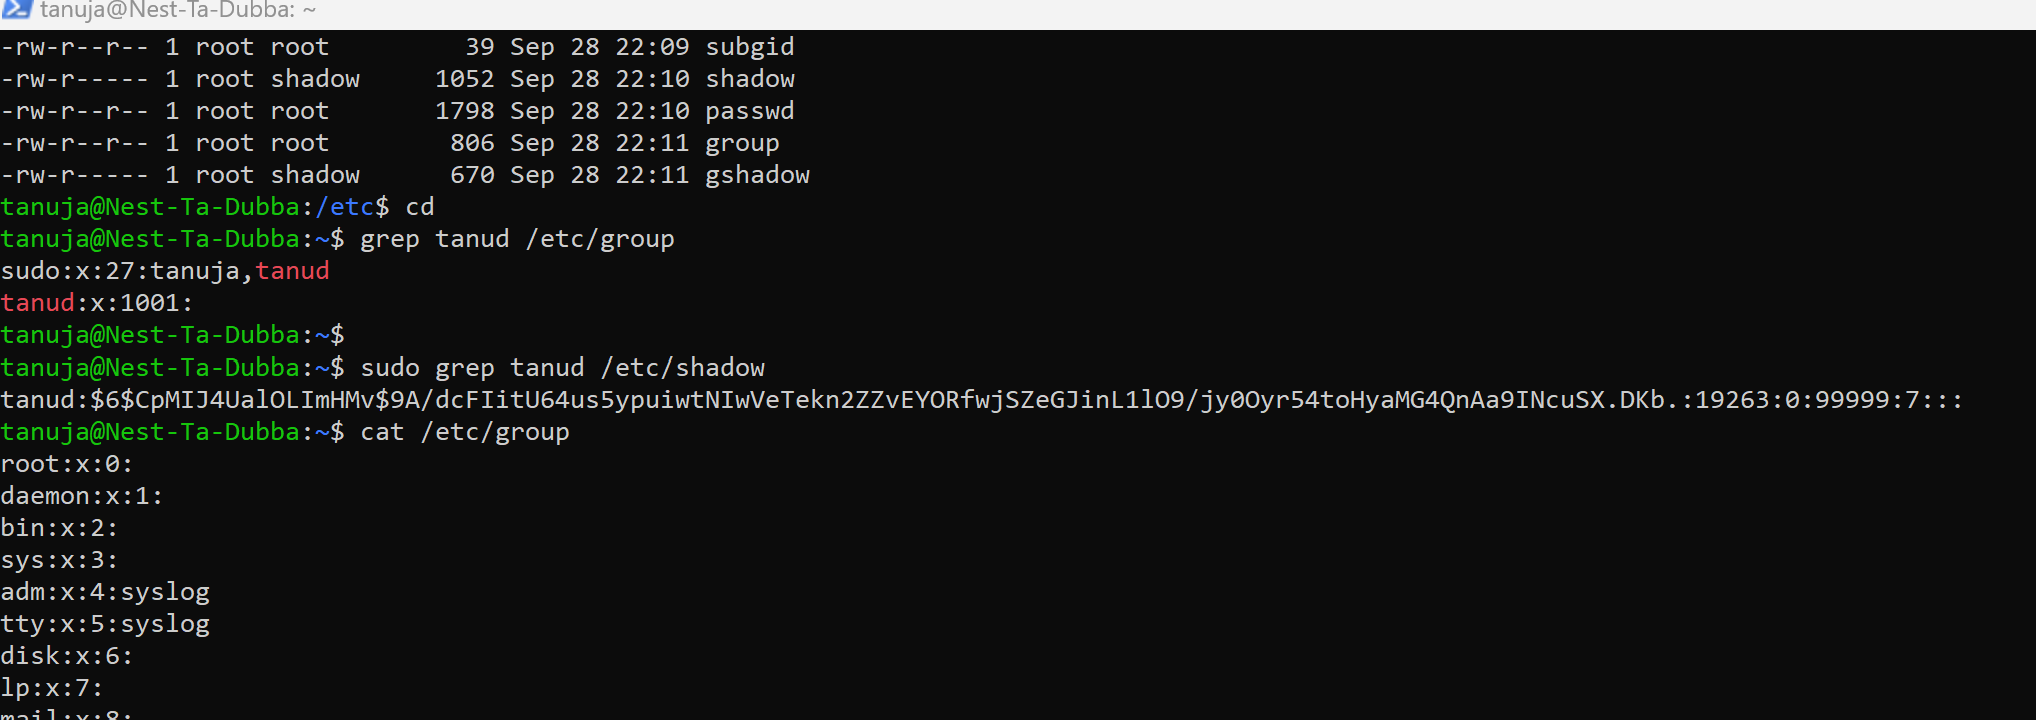 tanuja@Nest-Ta-Dubba: ~
-rw-r--r-- 1 root root         39 Sep 28 22:09 subgid
-rw-r----- 1 root shadow     1052 Sep 28 22:10 shadow
-rw-r--r-- 1 root root       1798 Sep 28 22:10 passwd
-rw-r--r-- 1 root root        806 Sep 28 22:11 group
-rw-r----- 1 root shadow      670 Sep 28 22:11 gshadow
tanuja@Nest-Ta-Dubba:/etc$ cd
tanuja@Nest-Ta-Dubba:~$ grep tanud /etc/group
sudo:x:27:tanuja,tanud
tanud:x:1001:
tanuja@Nest-Ta-Dubba:~$
tanuja@Nest-Ta-Dubba:~$ sudo grep tanud /etc/shadow
tanud:$6$CpMIJ4UalOLImHMv$9A/dcFIitU64us5ypuiwtNIwVeTekn2ZZvEYORfwjSZeGJinL1lO9/jy0Oyr54toHyaMG4QnAa9INcuSX.DKb.:19263:0:99999:7:::
tanuja@Nest-Ta-Dubba:~$ cat /etc/group
root:x:0:
daemon:x:1:
bin:x:2:
sys:x:3:
adm:x:4:syslog
tty:x:5:syslog
disk:x:6:
lp:x:7:
mail:x:8: